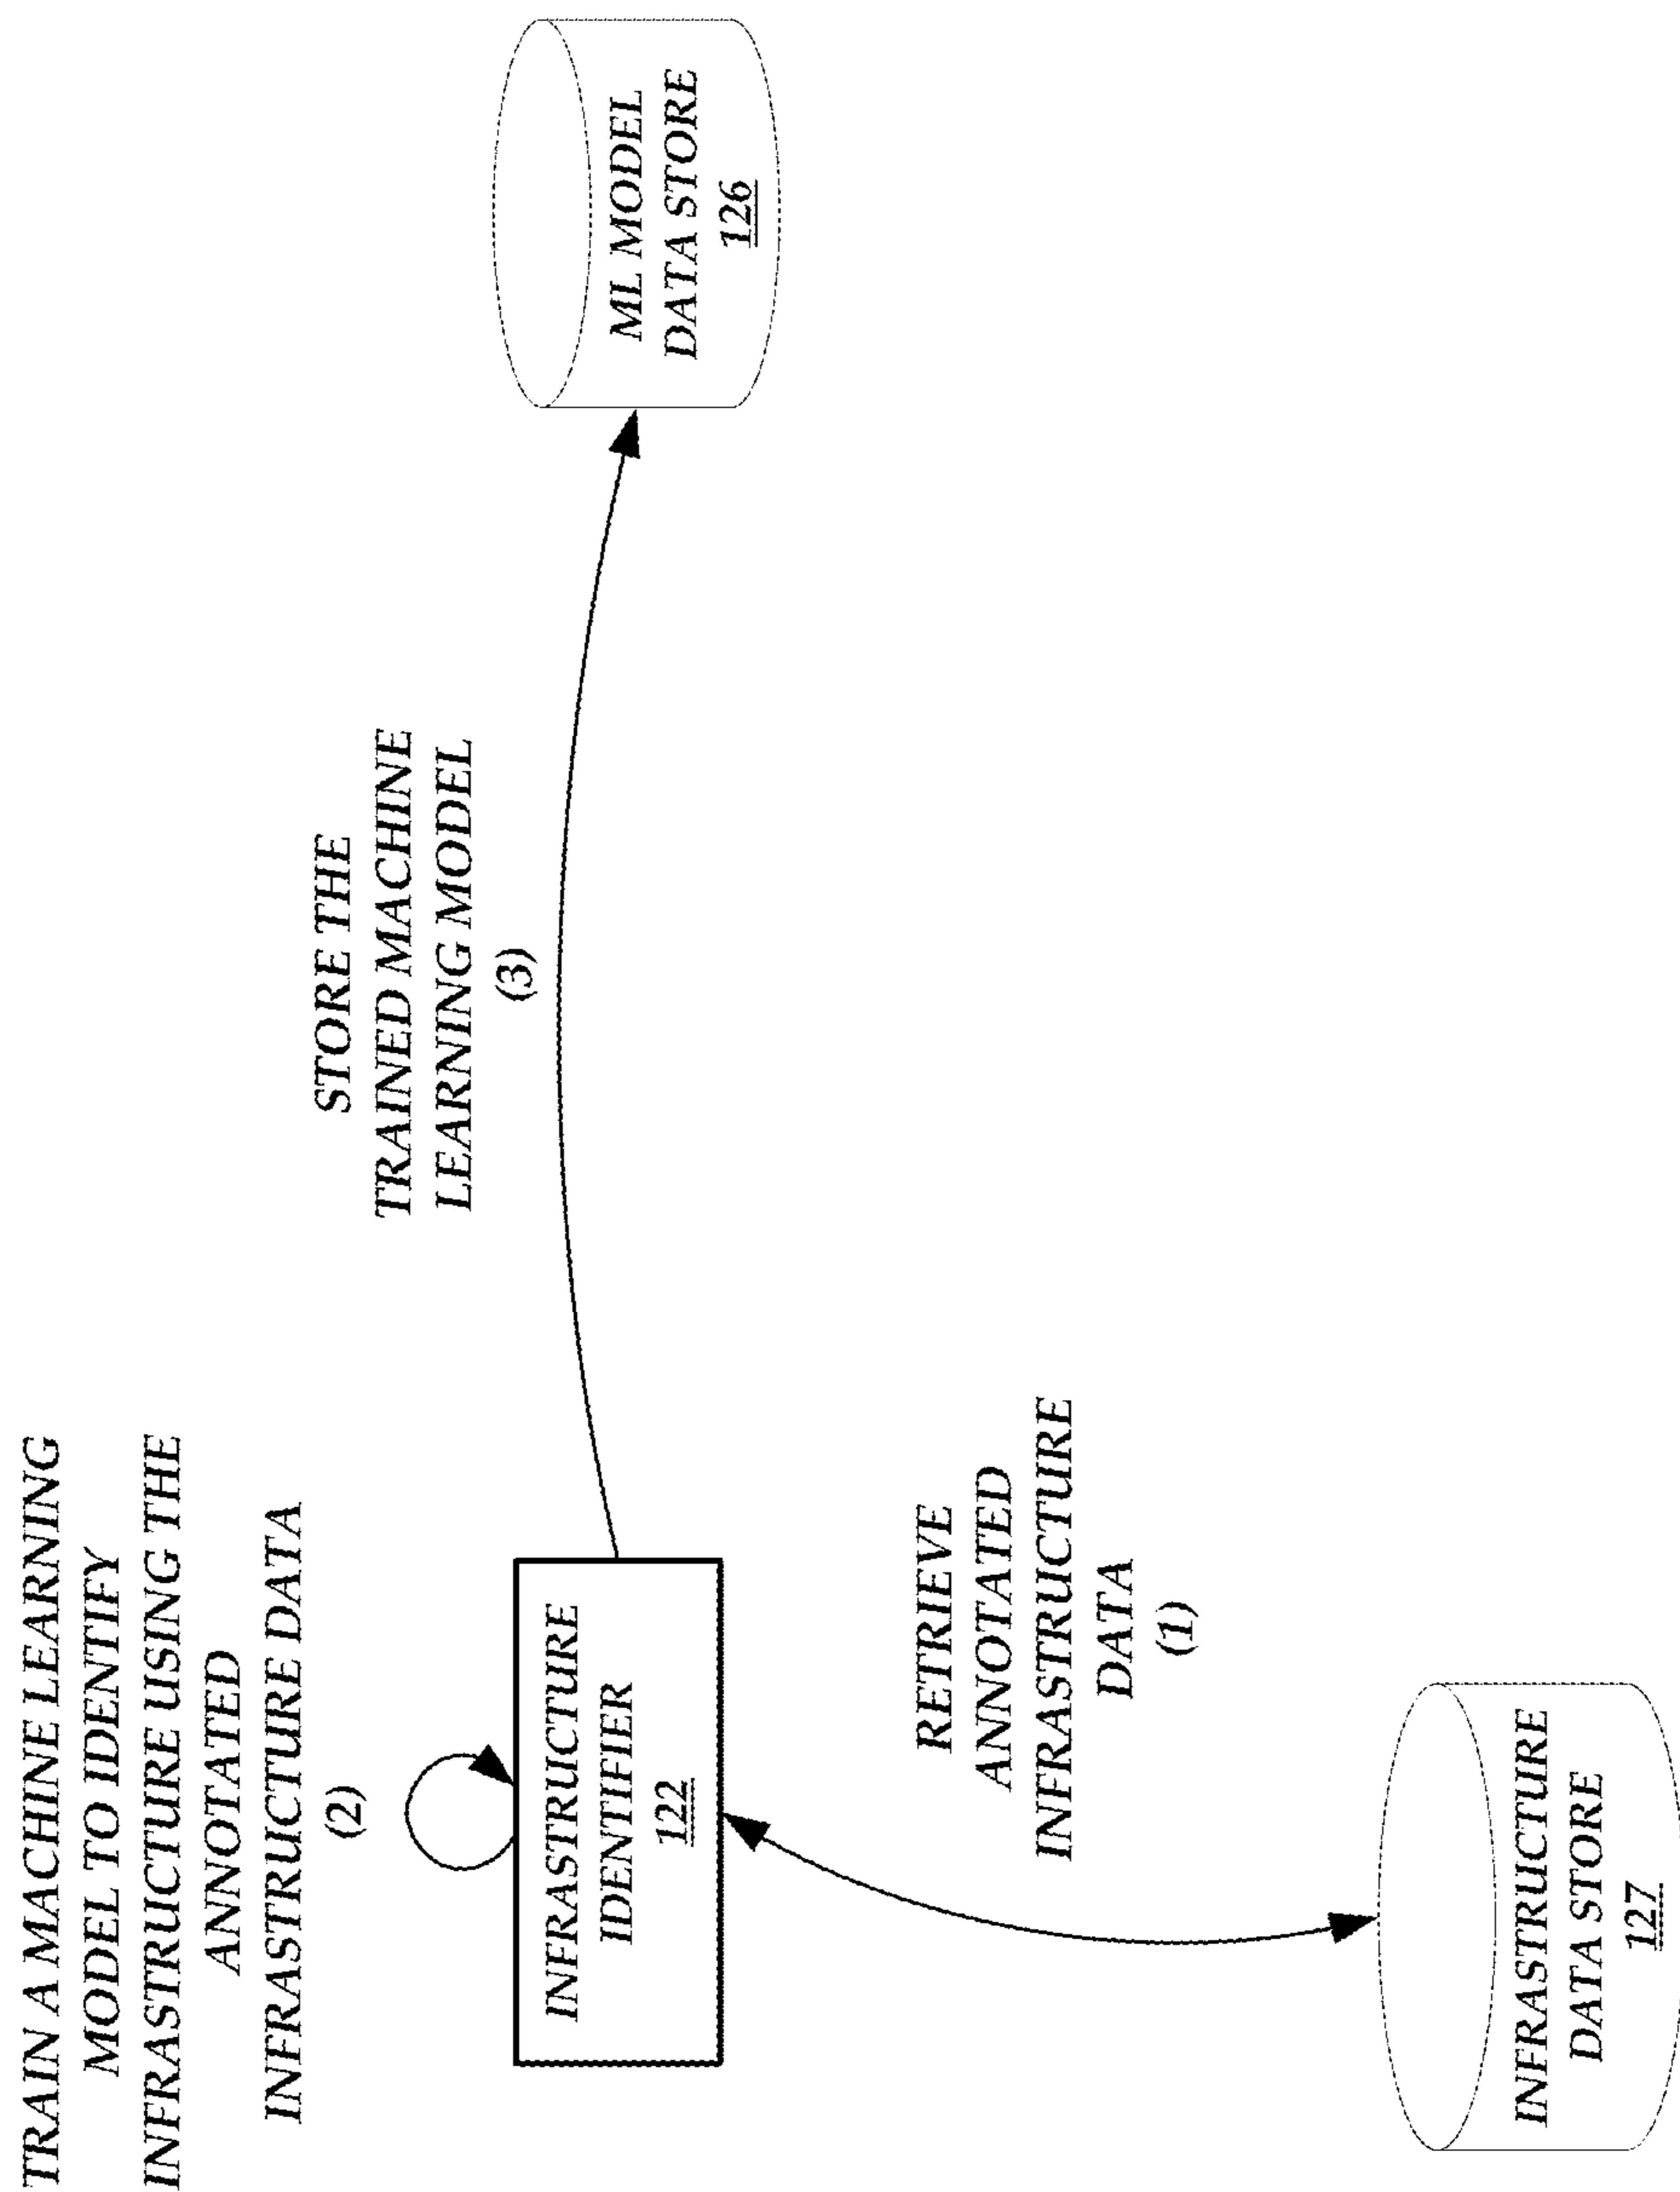 TRAIN A MACHINE LEARNING
MODEL TO IDENTIFY
INFRASTRUCTURE USING THE
ANNOTATED
INFRASTRUCTURE DATA
(2)
STORE THE
TRAINED MACHINE
LEARNING MODEL
(3)
INFRASTRUCTURE
IDENTIFIER
122
ML MODEL
DATA STORE
126
RETRIEVE
ANNOTATED
INFRASTRUCTURE
DATA
(1)
INFRASTRUCTURE
DATA STORE
127